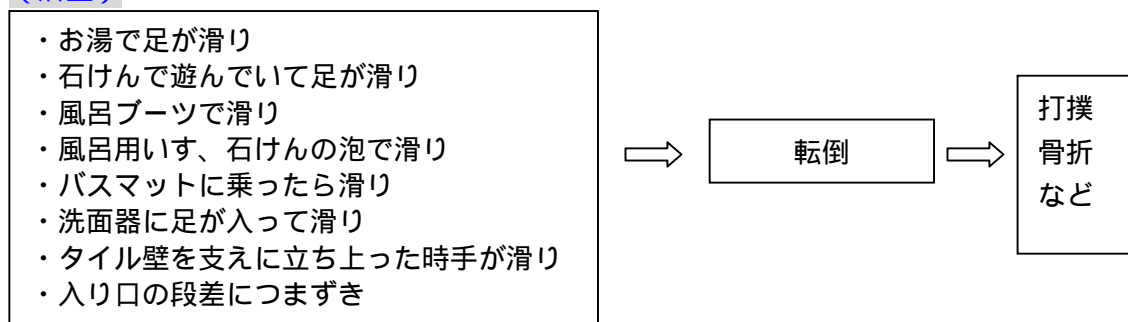 ・お湯で足が滑り
・石けんで遊んでいて足が滑り
・風呂ブーツで滑り
・風呂用いす、石けんの泡で滑り
・バスマットに乗ったら滑り
・洗面器に足が入って滑り
・タイル壁を支えに立ち上った時手が滑り
・入り口の段差につまずき
転倒
打撲
骨折
など